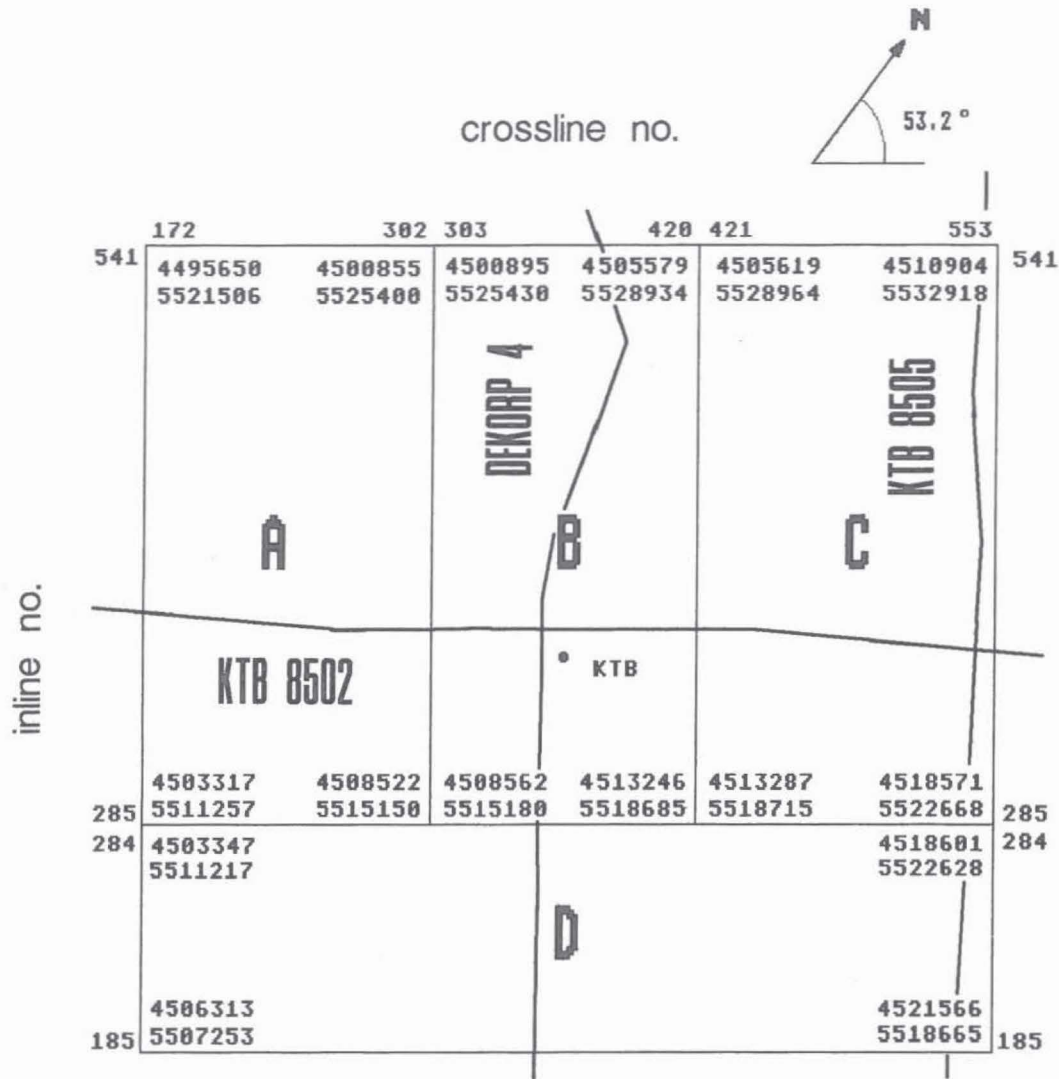 N
53.2°
crossline no.
172 302 303 420 421 553
541 541
4495650 4500855 4500895 4505579 4505619 4510904
5521506 5525400 5525430 5528934 5528964 5532918
DEKORP 4
KTB 8505
A B C
inline no.
KTB
KTB 8502
4503317 4508522 4508562 4513246 4513287 4518571
285 5511257 5515150 5515180 5518685 5518715 5522668 285
284 4503347 4518601 284
5511217 5522628
D
4506313 4521566
185 5507253 5518665 185